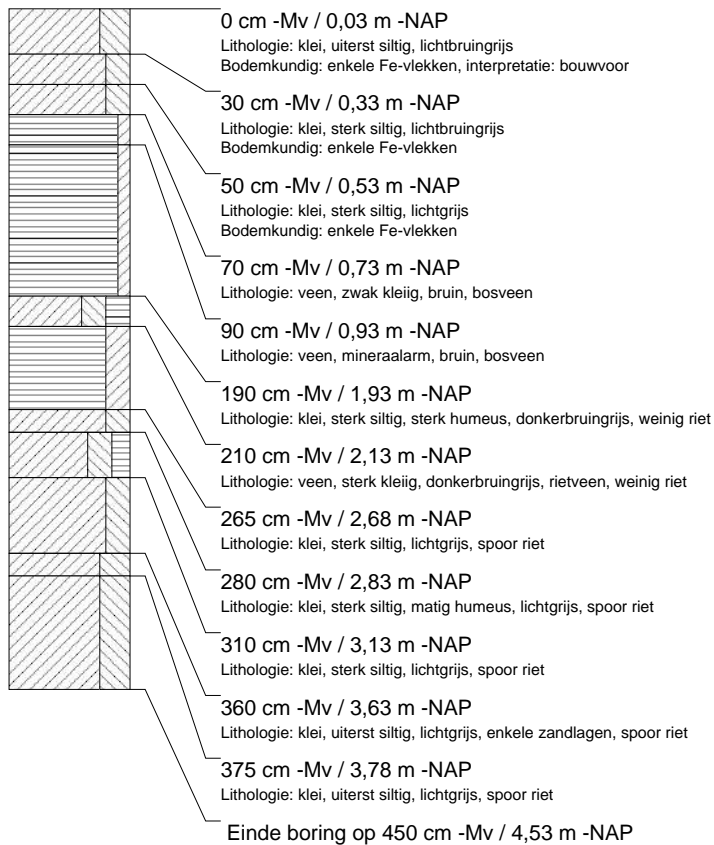 0 cm -Mv / 0,03 m -NAP
Lithologie: klei, uiterst siltig, lichtbruingrijs
Bodemkundig: enkele Fe-vlekken, interpretatie: bouwvoor
30 cm -Mv / 0,33 m -NAP
Lithologie: klei, sterk siltig, lichtbruingrijs
Bodemkundig: enkele Fe-vlekken
50 cm -Mv / 0,53 m -NAP
Lithologie: klei, sterk siltig, lichtgrijs
Bodemkundig: enkele Fe-vlekken
70 cm -Mv / 0,73 m -NAP
Lithologie: veen, zwak kleiig, bruin, bosveen
90 cm -Mv / 0,93 m -NAP
Lithologie: veen, mineraalarm, bruin, bosveen
190 cm -Mv / 1,93 m -NAP
Lithologie: klei, sterk siltig, sterk humeus, donkerbruingrijs, weinig riet
210 cm -Mv / 2,13 m -NAP
Lithologie: veen, sterk kleiig, donkerbruingrijs, rietveen, weinig riet
265 cm -Mv / 2,68 m -NAP
Lithologie: klei, sterk siltig, lichtgrijs, spoor riet
280 cm -Mv / 2,83 m -NAP
Lithologie: klei, sterk siltig, matig humeus, lichtgrijs, spoor riet
310 cm -Mv / 3,13 m -NAP
Lithologie: klei, sterk siltig, lichtgrijs, spoor riet
360 cm -Mv / 3,63 m -NAP
Lithologie: klei, uiterst siltig, lichtgrijs, enkele zandlagen, spoor riet
375 cm -Mv / 3,78 m -NAP
Lithologie: klei, uiterst siltig, lichtgrijs, spoor riet
Einde boring op 450 cm -Mv / 4,53 m -NAP